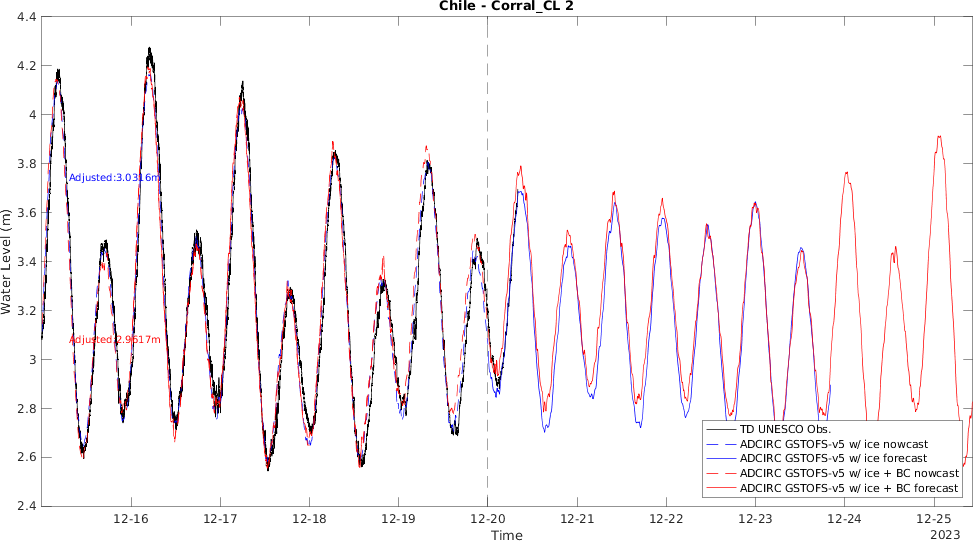 Chile - Corral_CL 2
4.4
4.2
4
3.8
3.6
3.4
3.2
3
2.8
2.6
2.4
Water Level (m)
Adjusted:3.0316m
Adjusted:2.9617m
TD UNESCO Obs.
ADCIRC GSTOFS-v5 w/ ice nowcast
ADCIRC GSTOFS-v5 w/ ice forecast
ADCIRC GSTOFS-v5 w/ ice + BC nowcast
ADCIRC GSTOFS-v5 w/ ice + BC forecast
12-16 12-17 12-18 12-19 12-20 12-21 12-22 12-23 12-24 12-25
Time
2023